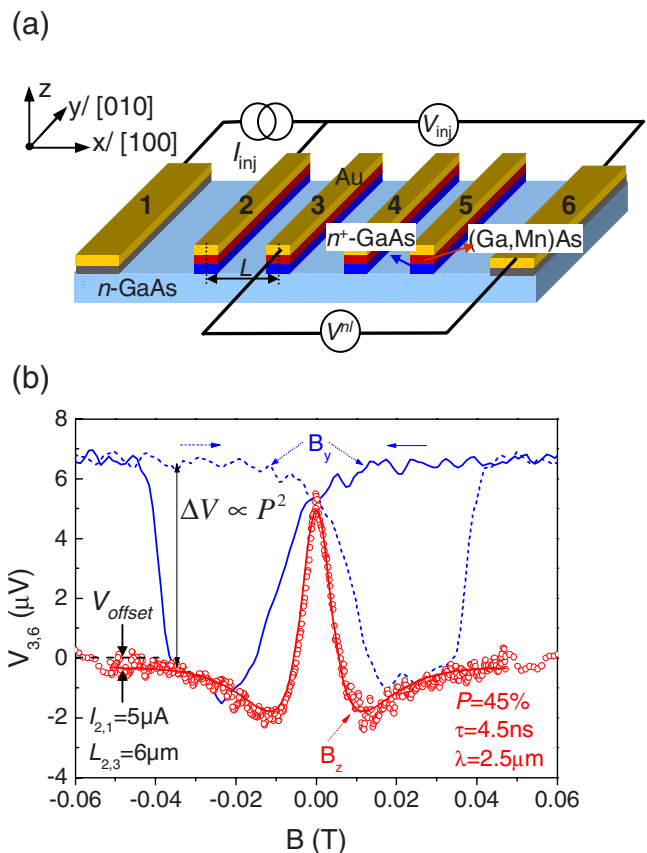 (a)
z
y/ [010]
x/ [100]
I_inj
V_inj
Au
1 2 3 4 5 6
n⁺-GaAs
(Ga,Mn)As
L
n-GaAs
V^nl
(b)
8
6
4
2
0
-2
-4
B_y
ΔV ∝ P²
V_offset
V_3,6 (µV)
I_2,1=5µA
L_2,3=6µm
P=45%
τ=4.5ns
λ=2.5µm
B_z
-0.06 -0.04 -0.02 0.00 0.02 0.04 0.06
B (T)